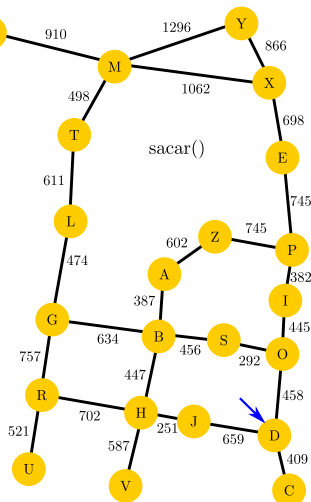 910
1296
Y
866
M
1062
X
498
698
T
sacar()
E
611
745
L
602
Z
745
P
474
A
382
387
I
G
634
B
456
S
292
445
O
757
447
458
R
702
H
251
J
659
D
521
587
409
U
V
C